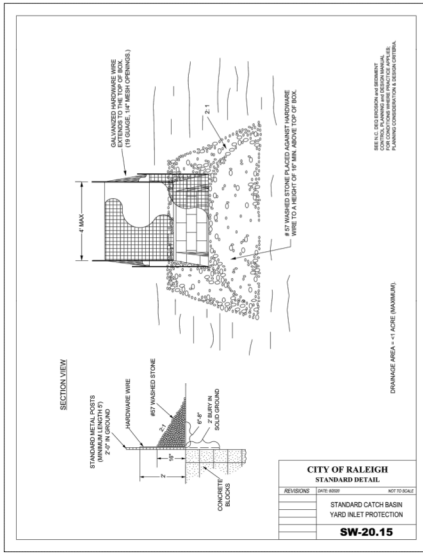 SECTION VIEW
STANDARD METAL POSTS
(MINIMUM LENGTH 5')
2'-0" IN GROUND
HARDWARE WIRE
#57 WASHED STONE
2:1
16"
2'
6"-8"
2' BURY IN
SOLID GROUND
CONCRETE
BLOCKS
4' MAX
GALVANIZED HARDWARE WIRE
EXTENDS TO THE TOP OF BOX.
(19 GUAGE, 1/4" MESH OPENINGS.)
2:1
# 57 WASHED STONE PLACED AGAINST HARDWARE
WIRE TO A HEIGHT OF 16" MIN. ABOVE TOP OF BOX.
DRAINAGE AREA = <1 ACRE (MAXIMUM)
SEE N.C. DEQ EROSION and SEDIMENT
CONTROL PLANNING and DESIGN MANUAL
FOR CONDITIONS WHERE PRACTICE APPLIES;
PLANNING CONSIDERATION & DESIGN CRITERIA.
CITY OF RALEIGH
STANDARD DETAIL
REVISIONS
NOT TO SCALE
STANDARD CATCH BASIN
YARD INLET PROTECTION
SW-20.15